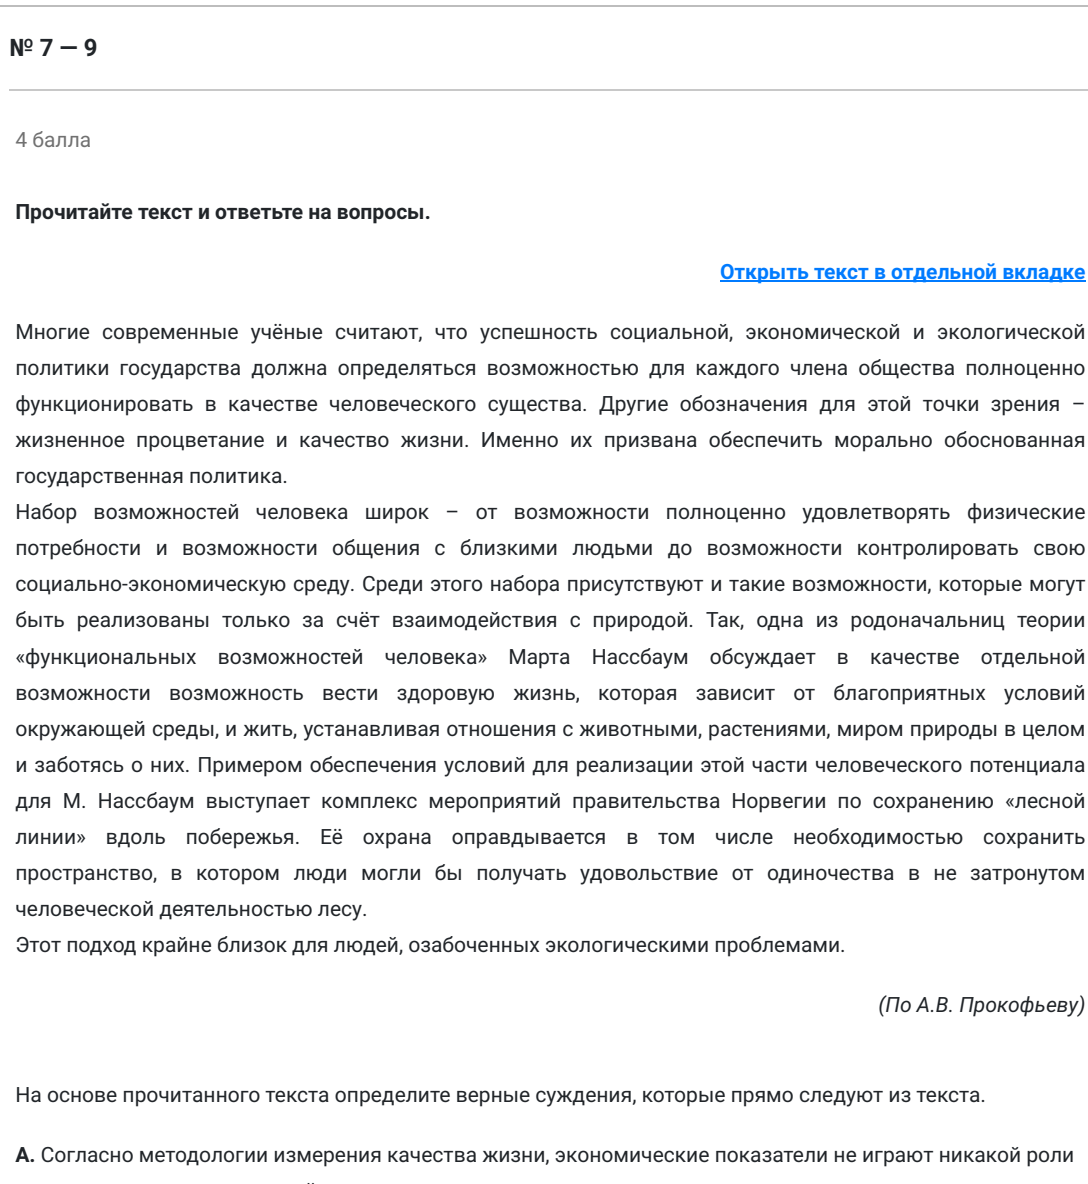 № 7 — 9
4 балла
Прочитайте текст и ответьте на вопросы.
Открыть текст в отдельной вкладке
Многие современные учёные считают, что успешность социальной, экономической и экологической
политики государства должна определяться возможностью для каждого члена общества полноценно
функционировать в качестве человеческого существа. Другие обозначения для этой точки зрения –
жизненное процветание и качество жизни. Именно их призвана обеспечить морально обоснованная
государственная политика.
Набор возможностей человека широк – от возможности полноценно удовлетворять физические
потребности и возможности общения с близкими людьми до возможности контролировать свою
социально-экономическую среду. Среди этого набора присутствуют и такие возможности, которые могут
быть реализованы только за счёт взаимодействия с природой. Так, одна из родоначальниц теории
«функциональных возможностей человека» Марта Нассбаум обсуждает в качестве отдельной
возможности возможность вести здоровую жизнь, которая зависит от благоприятных условий
окружающей среды, и жить, устанавливая отношения с животными, растениями, миром природы в целом
и заботясь о них. Примером обеспечения условий для реализации этой части человеческого потенциала
для М. Нассбаум выступает комплекс мероприятий правительства Норвегии по сохранению «лесной
линии» вдоль побережья. Её охрана оправдывается в том числе необходимостью сохранить
пространство, в котором люди могли бы получать удовольствие от одиночества в не затронутом
человеческой деятельностью лесу.
Этот подход крайне близок для людей, озабоченных экологическими проблемами.
(По А.В. Прокофьеву)
На основе прочитанного текста определите верные суждения, которые прямо следуют из текста.
А. Согласно методологии измерения качества жизни, экономические показатели не играют никакой роли